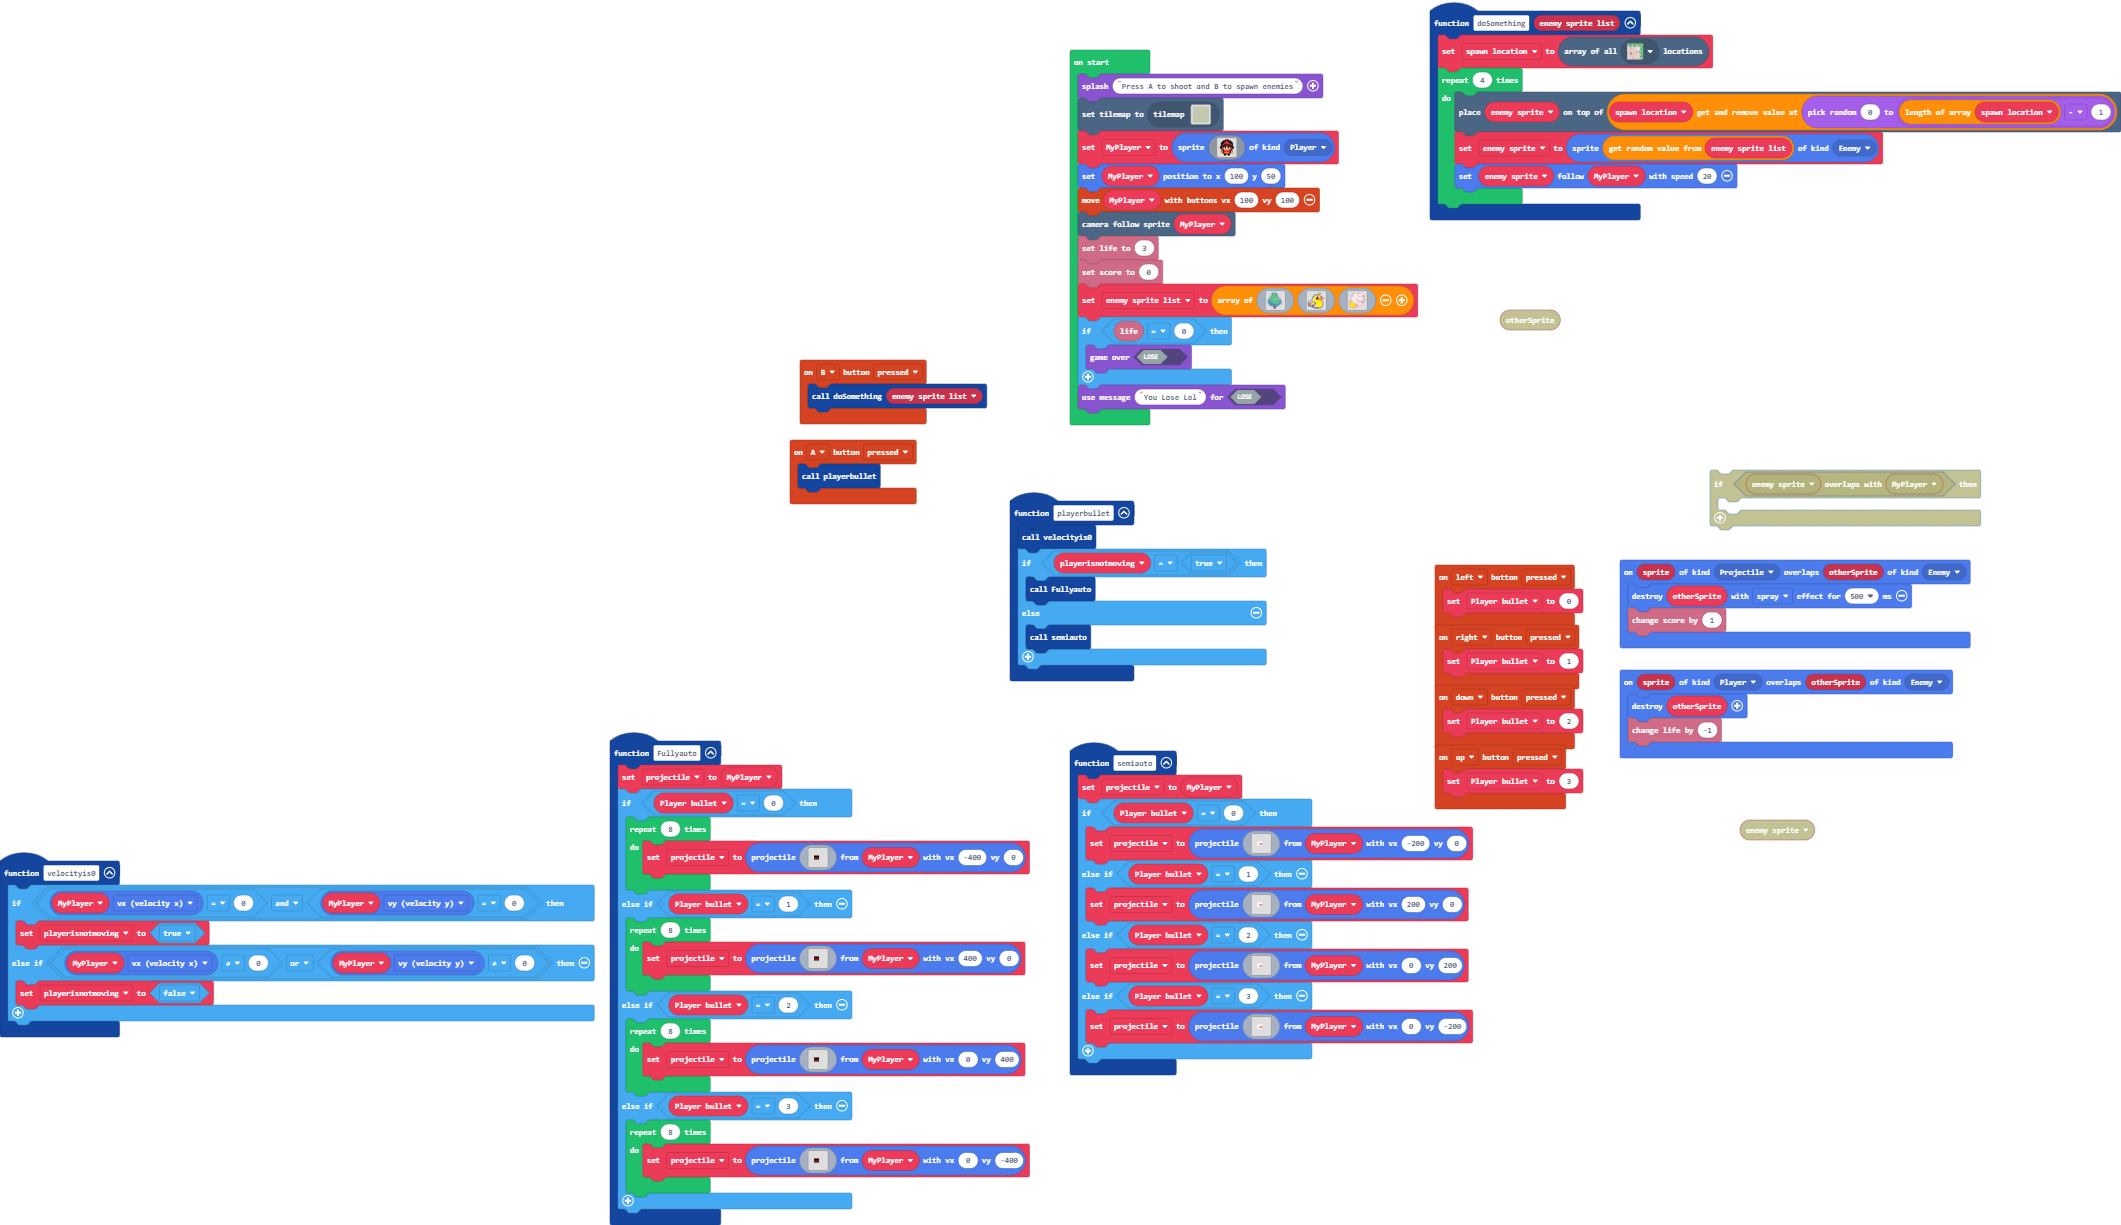 function doSomething enemy sprite list
set spawn location to array of all locations
repeat 4 times
do
place enemy sprite on top of spawn location get and remove value at pick random 0 to length of array spawn location - 1
set enemy sprite to sprite get random value from enemy sprite list of kind Enemy
set enemy sprite follow MyPlayer with speed 20
on start
splash "Press A to shoot and B to spawn enemies"
set tilemap to tilemap
set MyPlayer to sprite of kind Player
set MyPlayer position to x 100 y 50
move MyPlayer with buttons vx 100 vy 100
camera follow sprite MyPlayer
set life to 3
set score to 0
set enemy sprite list to array of
if life = 0 then
game over LOSE
use message "You Lose Lol" for LOSE
otherSprite
on B button pressed
call doSomething enemy sprite list
on A button pressed
call playerbullet
function playerbullet
call velocityis0
if playerisnotmoving = true then
call Fullyauto
else
call semiauto
if enemy sprite overlaps with MyPlayer then
on left button pressed
set Player bullet to 0
on right button pressed
set Player bullet to 1
on down button pressed
set Player bullet to 2
on up button pressed
set Player bullet to 3
on sprite of kind Projectile overlaps otherSprite of kind Enemy
destroy otherSprite with spray effect for 500 ms
change score by 1
on sprite of kind Player overlaps otherSprite of kind Enemy
destroy otherSprite
change life by -1
enemy sprite
function Fullyauto
set projectile to MyPlayer
if Player bullet = 0 then
repeat 8 times
do
set projectile to projectile from MyPlayer with vx -400 vy 0
else if Player bullet = 1 then
repeat 8 times
do
set projectile to projectile from MyPlayer with vx 400 vy 0
else if Player bullet = 2 then
repeat 8 times
do
set projectile to projectile from MyPlayer with vx 0 vy 400
else if Player bullet = 3 then
repeat 8 times
do
set projectile to projectile from MyPlayer with vx 0 vy -400
function semiauto
set projectile to MyPlayer
if Player bullet = 0 then
set projectile to projectile from MyPlayer with vx -200 vy 0
else if Player bullet = 1 then
set projectile to projectile from MyPlayer with vx 200 vy 0
else if Player bullet = 2 then
set projectile to projectile from MyPlayer with vx 0 vy 200
else if Player bullet = 3 then
set projectile to projectile from MyPlayer with vx 0 vy -200
function velocityis0
if MyPlayer vx (velocity x) = 0 and MyPlayer vy (velocity y) = 0 then
set playerisnotmoving to true
else if MyPlayer vx (velocity x) ≠ 0 or MyPlayer vy (velocity y) ≠ 0 then
set playerisnotmoving to false